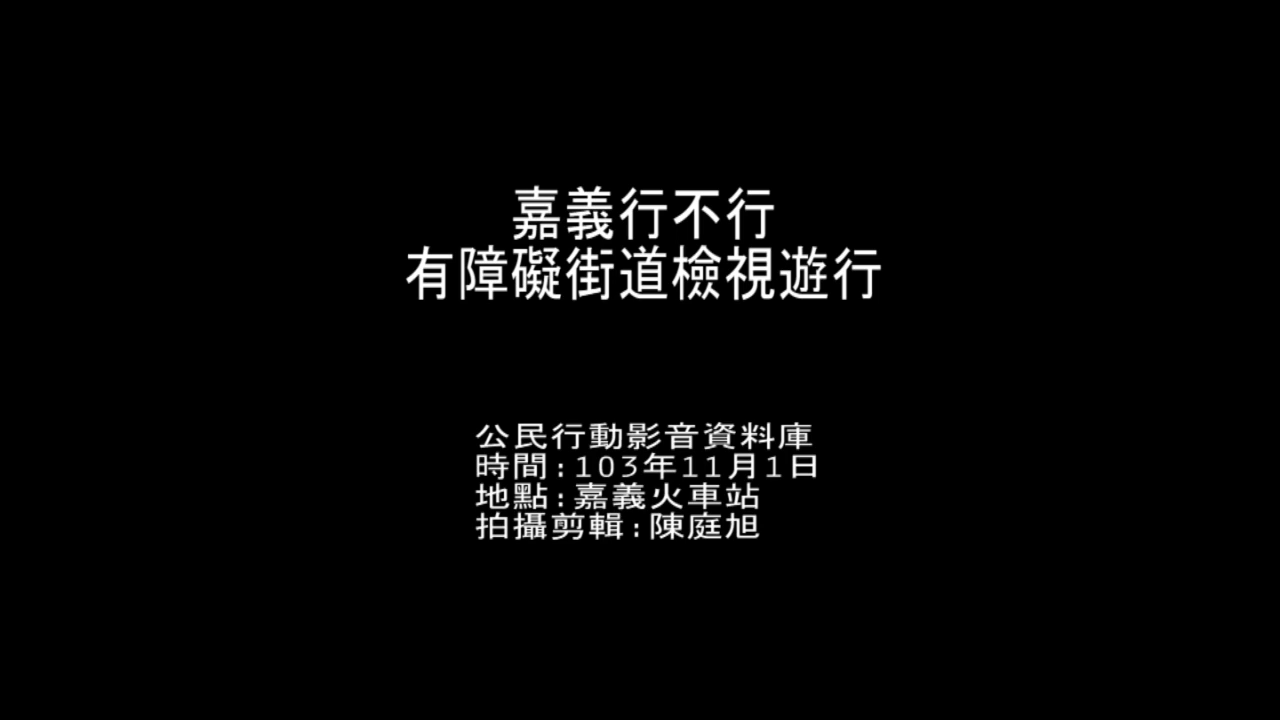 嘉義行不行
有障礙街道檢視遊行
公民行動影音資料庫
時間:103年11月1日
地點:嘉義火車站
拍攝剪輯:陳庭旭